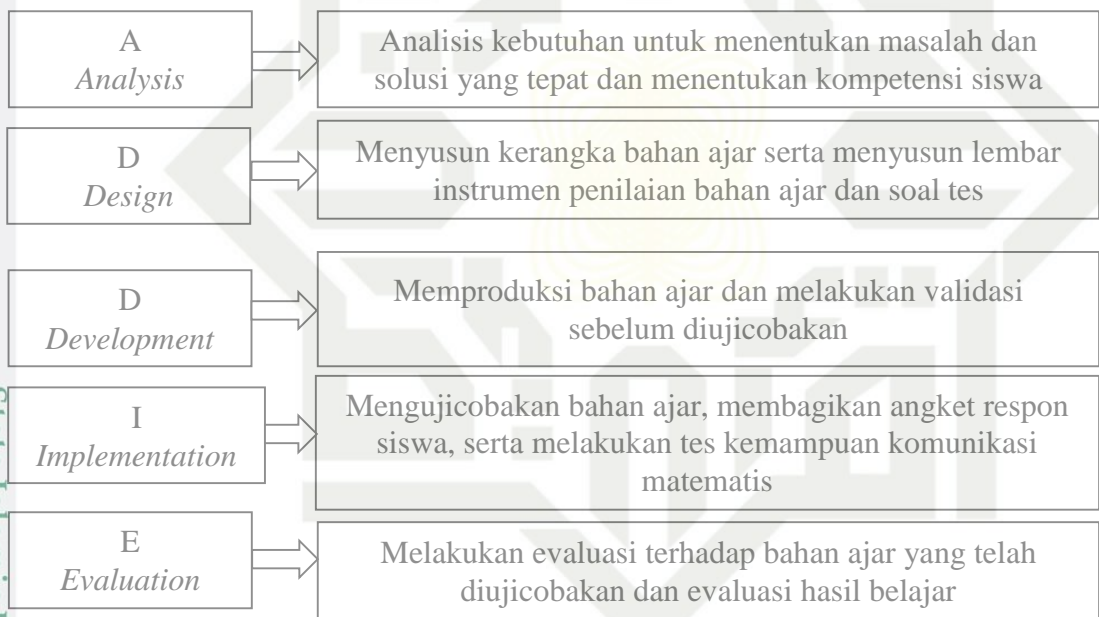 A
Analysis
Analisis kebutuhan untuk menentukan masalah dan
solusi yang tepat dan menentukan kompetensi siswa
D
Design
Menyusun kerangka bahan ajar serta menyusun lembar
instrumen penilaian bahan ajar dan soal tes
D
Development
Memproduksi bahan ajar dan melakukan validasi
sebelum diujicobakan
I
Implementation
Mengujicobakan bahan ajar, membagikan angket respon
siswa, serta melakukan tes kemampuan komunikasi
matematis
E
Evaluation
Melakukan evaluasi terhadap bahan ajar yang telah
diujicobakan dan evaluasi hasil belajar